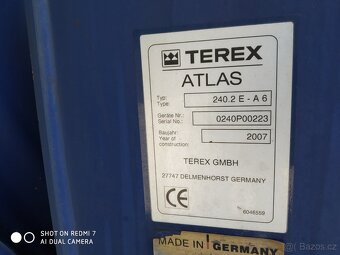 TEREX
ATLAS
Typ:
Type: 240.2 E - A 6
Geräte Nr.:
Serial No.: 0240P00223
Baujahr:
Year of
construction: 2007
TEREX GMBH
27747 DELMENHORST GERMANY
CE
6046559
MADE IN GERMANY
SHOT ON REDMI 7
AI DUAL CAMERA
bazos.cz